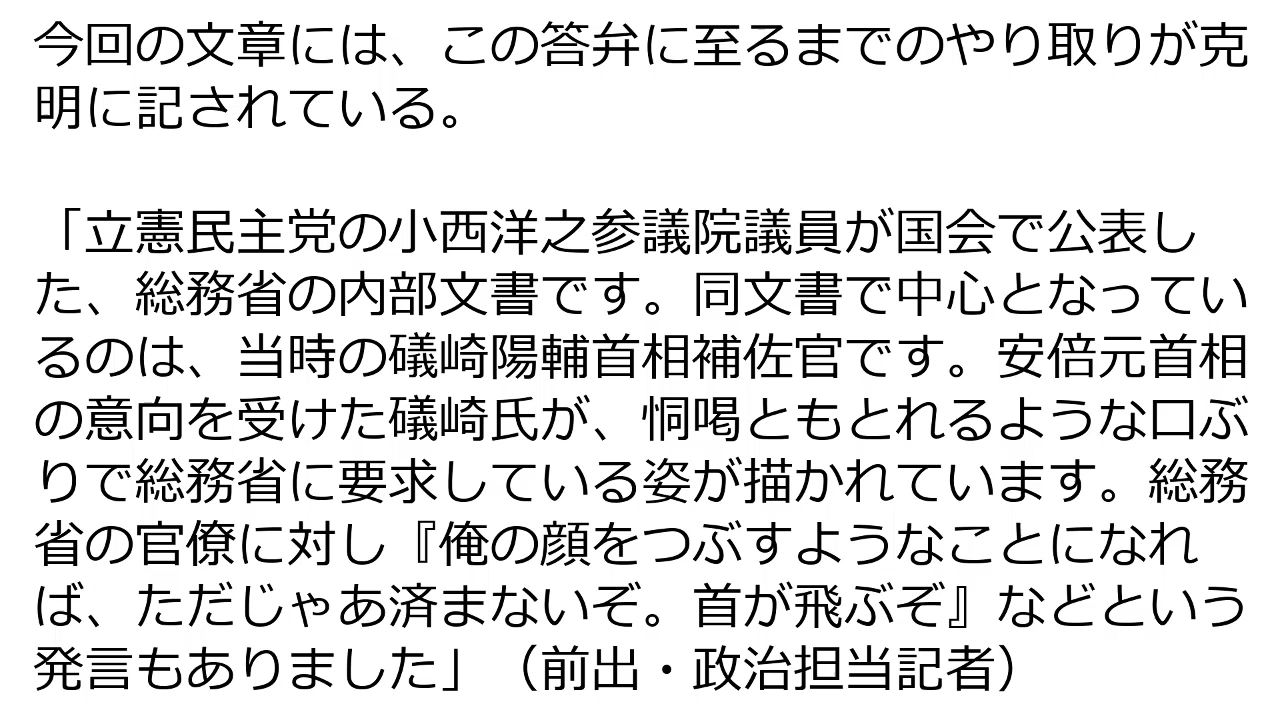 今回の文章には、この答弁に至るまでのやり取りが克
明に記されている。
「立憲民主党の小西洋之参議院議員が国会で公表し
た、総務省の内部文書です。同文書で中心となってい
るのは、当時の礒崎陽輔首相補佐官です。安倍元首相
の意向を受けた礒崎氏が、恫喝ともとれるような口ぶ
りで総務省に要求している姿が描かれています。総務
省の官僚に対し『俺の顔をつぶすようなことになれ
ば、ただじゃあ済まないぞ。首が飛ぶぞ』などという
発言もありました」（前出・政治担当記者）